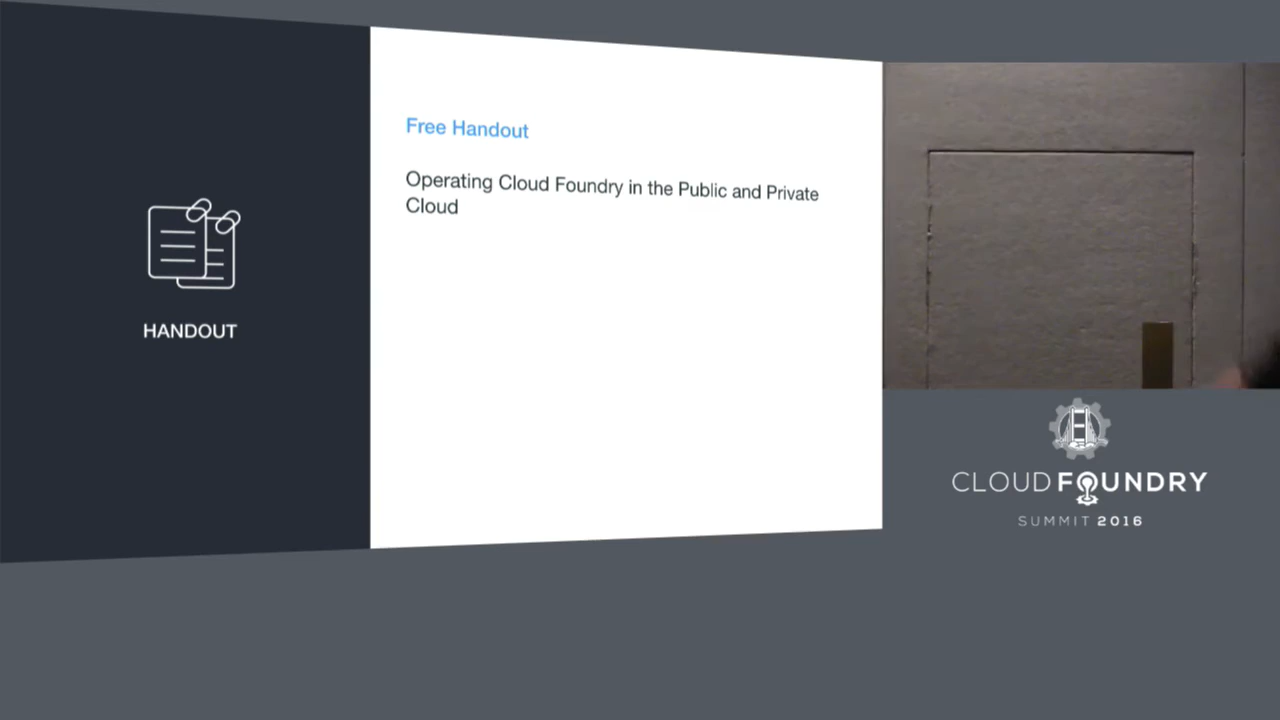 HANDOUT
Free Handout
Operating Cloud Foundry in the Public and Private
Cloud
CLOUD FOUNDRY
SUMMIT 2016